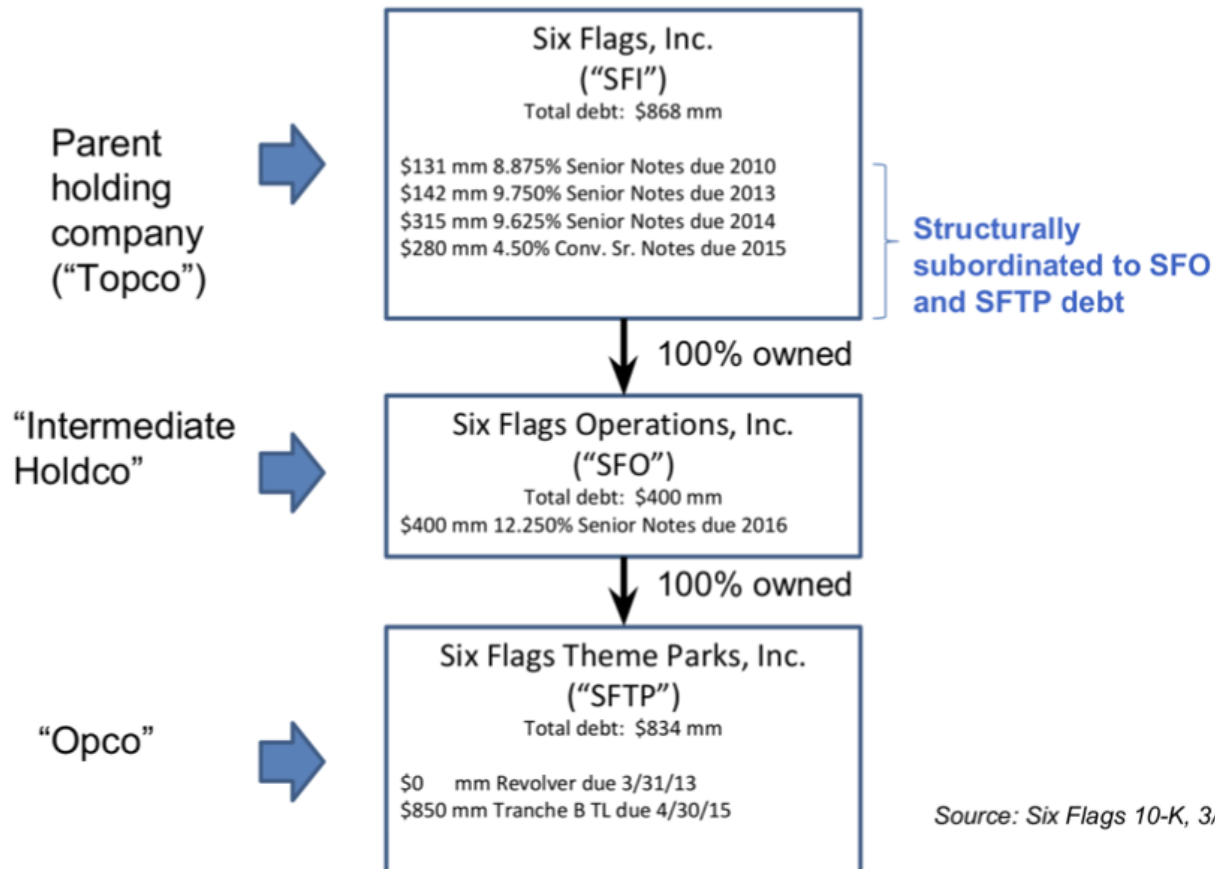 Six Flags, Inc.
(“SFI”)
Total debt: $868 mm
Parent
holding
company
(“Topco”)
$131 mm 8.875% Senior Notes due 2010
$142 mm 9.750% Senior Notes due 2013
$315 mm 9.625% Senior Notes due 2014
$280 mm 4.50% Conv. Sr. Notes due 2015
Structurally
subordinated to SFO
and SFTP debt
100% owned
“Intermediate
Holdco”
Six Flags Operations, Inc.
(“SFO”)
Total debt: $400 mm
$400 mm 12.250% Senior Notes due 2016
100% owned
“Opco”
Six Flags Theme Parks, Inc.
(“SFTP”)
Total debt: $834 mm
$0 mm Revolver due 3/31/13
$850 mm Tranche B TL due 4/30/15
Source: Six Flags 10-K, 3/